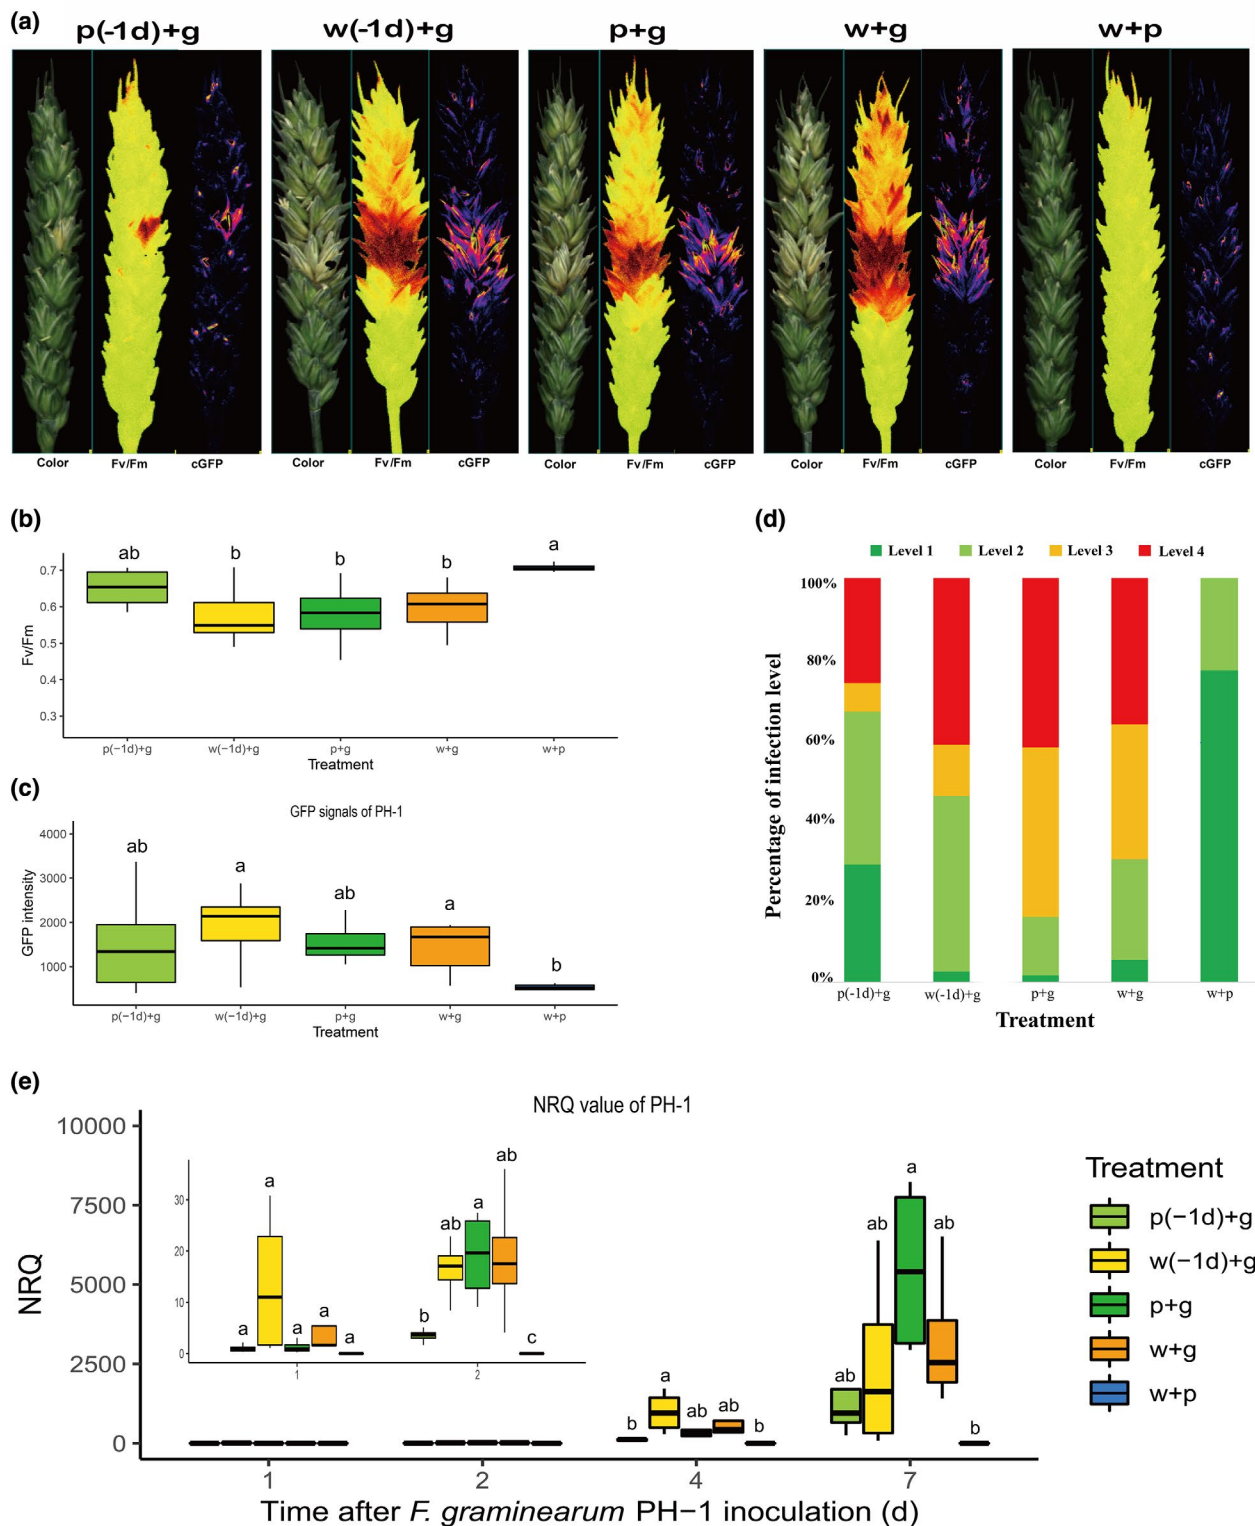 (a)
p(-1d)+g w(-1d)+g p+g w+g w+p
Color Fv/Fm cGFP Color Fv/Fm cGFP Color Fv/Fm cGFP Color Fv/Fm cGFP Color Fv/Fm cGFP
(b)
Fv/Fm
0.7
0.6
0.5
0.4
0.3
ab b b b a
p(−1d)+g w(−1d)+g p+g w+g w+p
Treatment
(c)
GFP signals of PH-1
GFP intensity
4000
3000
2000
1000
ab a ab a b
p(−1d)+g w(−1d)+g p+g w+g w+p
Treatment
(d)
Level 1 Level 2 Level 3 Level 4
Percentage of infection level
100%
80%
60%
40%
20%
0%
p(-1d)+g w(-1d)+g p+g w+g w+p
Treatment
(e)
NRQ value of PH-1
NRQ
10000
7500
5000
2500
0
30
20
10
0
a a a a a
b ab a ab c
1 2
b a ab ab b
ab ab a ab b
1 2 4 7
Time after F. graminearum PH−1 inoculation (d)
Treatment
p(−1d)+g
w(−1d)+g
p+g
w+g
w+p